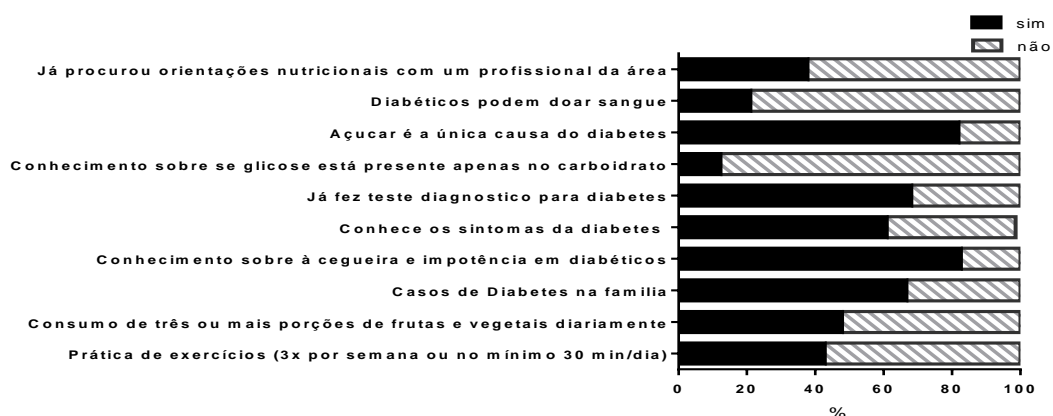 sim
não
Já procurou orientações nutricionais com um profissional da área
Diabéticos podem doar sangue
Açucar é a única causa do diabetes
Conhecimento sobre se glicose está presente apenas no carboidrato
Já fez teste diagnostico para diabetes
Conhece os sintomas da diabetes
Conhecimento sobre à cegueira e impotência em diabéticos
Casos de Diabetes na familia
Consumo de três ou mais porções de frutas e vegetais diariamente
Prática de exercícios (3x por semana ou no mínimo 30 min/dia)
0 20 40 60 80 100
%